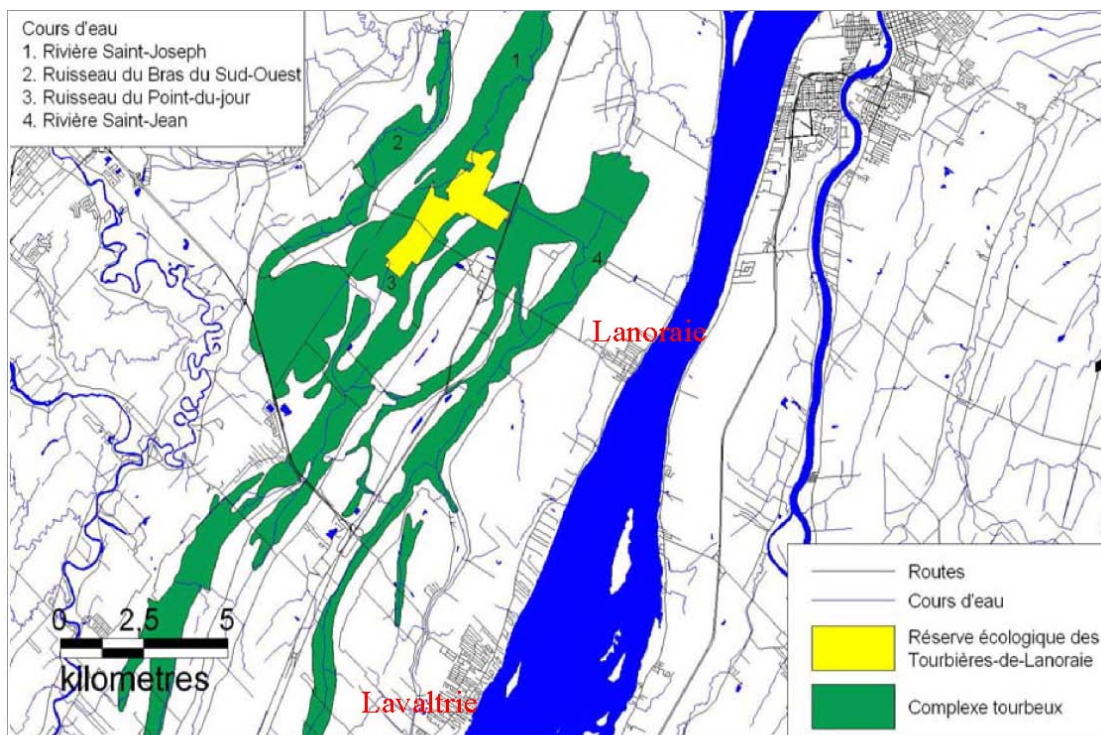 Cours d'eau
1. Rivière Saint-Joseph
2. Ruisseau du Bras du Sud-Ouest
3. Ruisseau du Point-du-jour
4. Rivière Saint-Jean
1
2
3
4
Lanoraie
Lavaltrie
0 2,5 5
kilometres
Routes
Cours d'eau
Réserve écologique des
Tourbières-de-Lanoraie
Complexe tourbeux